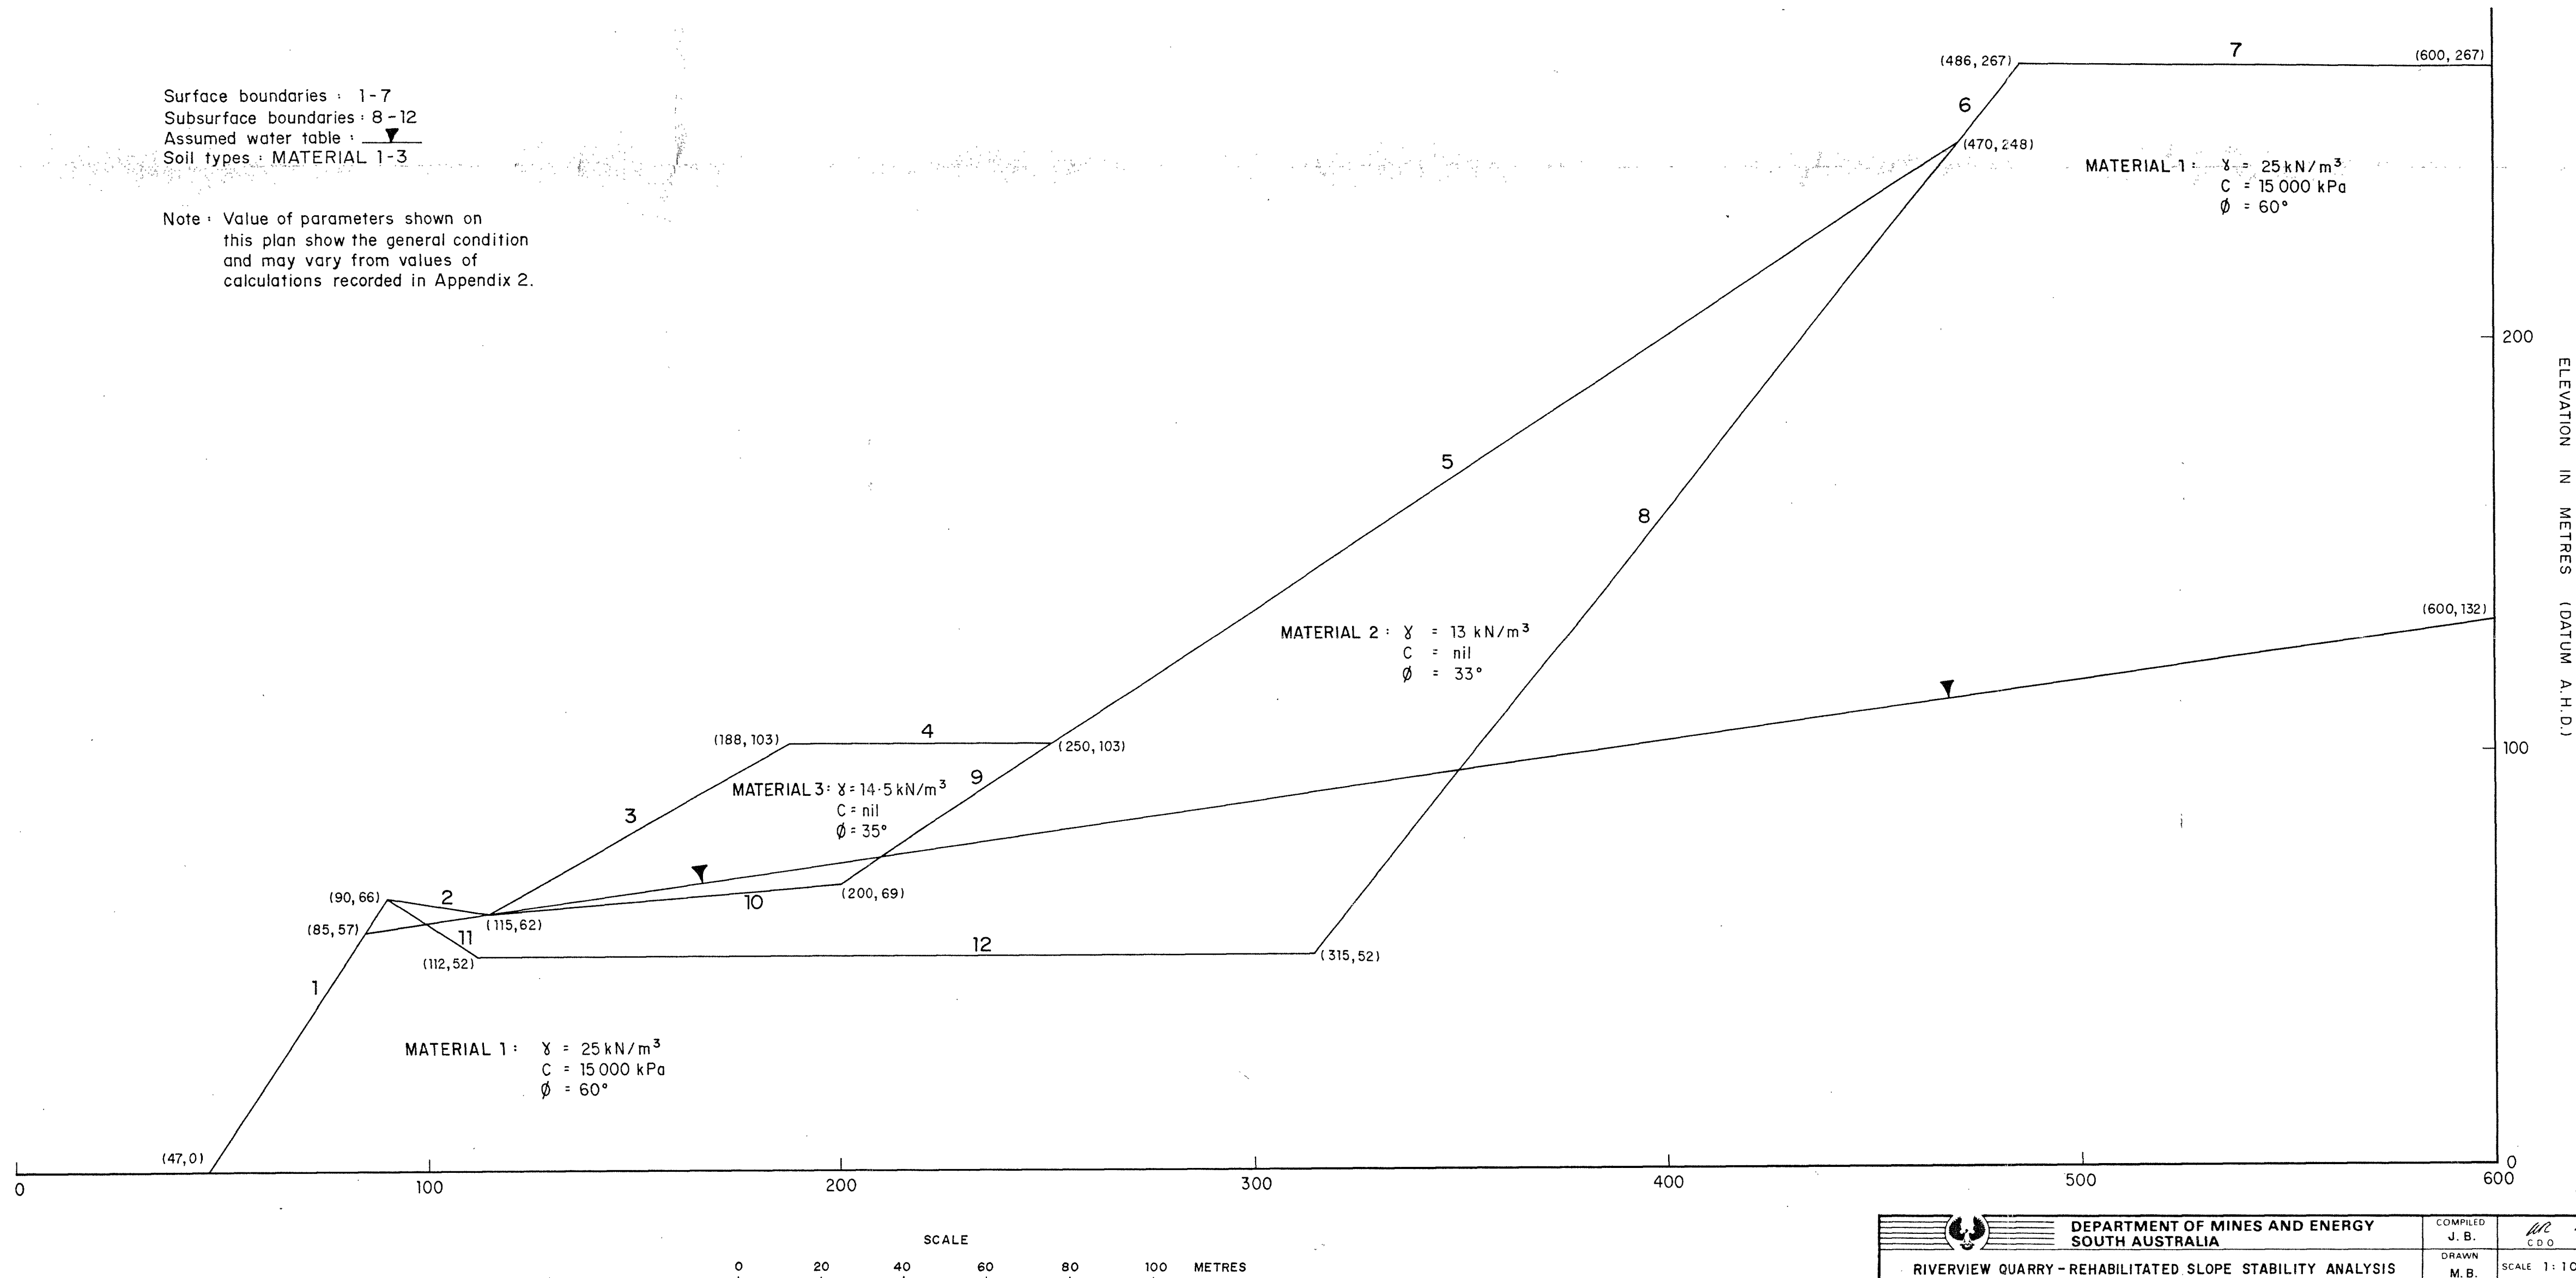 Surface boundaries : 1-7
Subsurface boundaries : 8-12
Assumed water table :
Soil types : MATERIAL 1-3
Note : Value of parameters shown on
this plan show the general condition
and may vary from values of
calculations recorded in Appendix 2.
(486, 267)
7
(600, 267)
6
(470, 248)
MATERIAL 1 : γ = 25 kN/m³
C = 15 000 kPa
ϕ = 60°
200
5
8
ELEVATION IN METRES (DATUM A.H.D.)
(600, 132)
MATERIAL 2 : γ = 13 kN/m³
C = nil
ϕ = 33°
(188, 103)
4
(250, 103)
100
9
MATERIAL 3 : γ = 14·5 kN/m³
C = nil
ϕ = 35°
3
(90, 66)
2
(200, 69)
10
(85, 57)
(115, 62)
11
12
(112, 52)
(315, 52)
1
MATERIAL 1 : γ = 25 kN/m³
C = 15 000 kPa
ϕ = 60°
(47, 0)
0
0 100 200 300 400 500 600
SCALE
0 20 40 60 80 100 METRES
DEPARTMENT OF MINES AND ENERGY
SOUTH AUSTRALIA
COMPILED
J. B.
C D O
RIVERVIEW QUARRY – REHABILITATED SLOPE STABILITY ANALYSIS
DRAWN
M. B.
SCALE 1 : 10